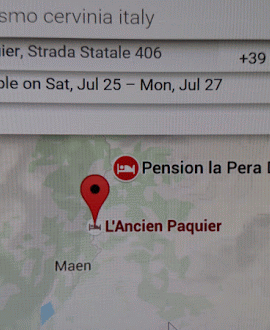 smo cervinia italy
ier, Strada Statale 406
+39
ble on Sat, Jul 25 – Mon, Jul 27
Pension la Pera
L'Ancien Paquier
Maen